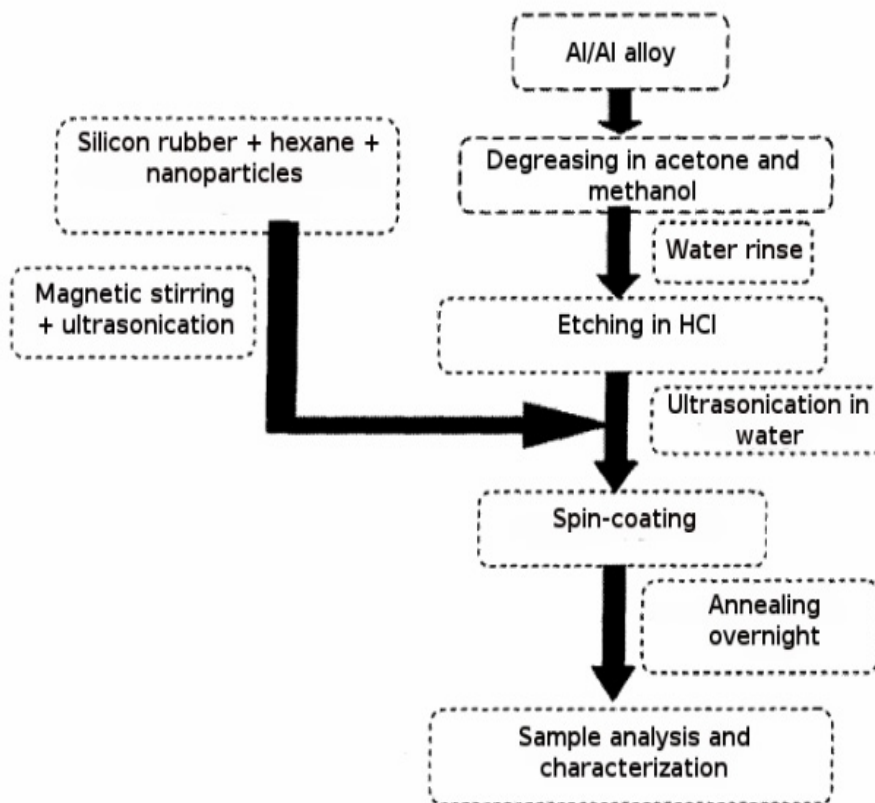 Al/Al alloy
Silicon rubber + hexane +
nanoparticles
Degreasing in acetone and
methanol
Water rinse
Magnetic stirring
+ ultrasonication
Etching in HCl
Ultrasonication in
water
Spin-coating
Annealing
overnight
Sample analysis and
characterization